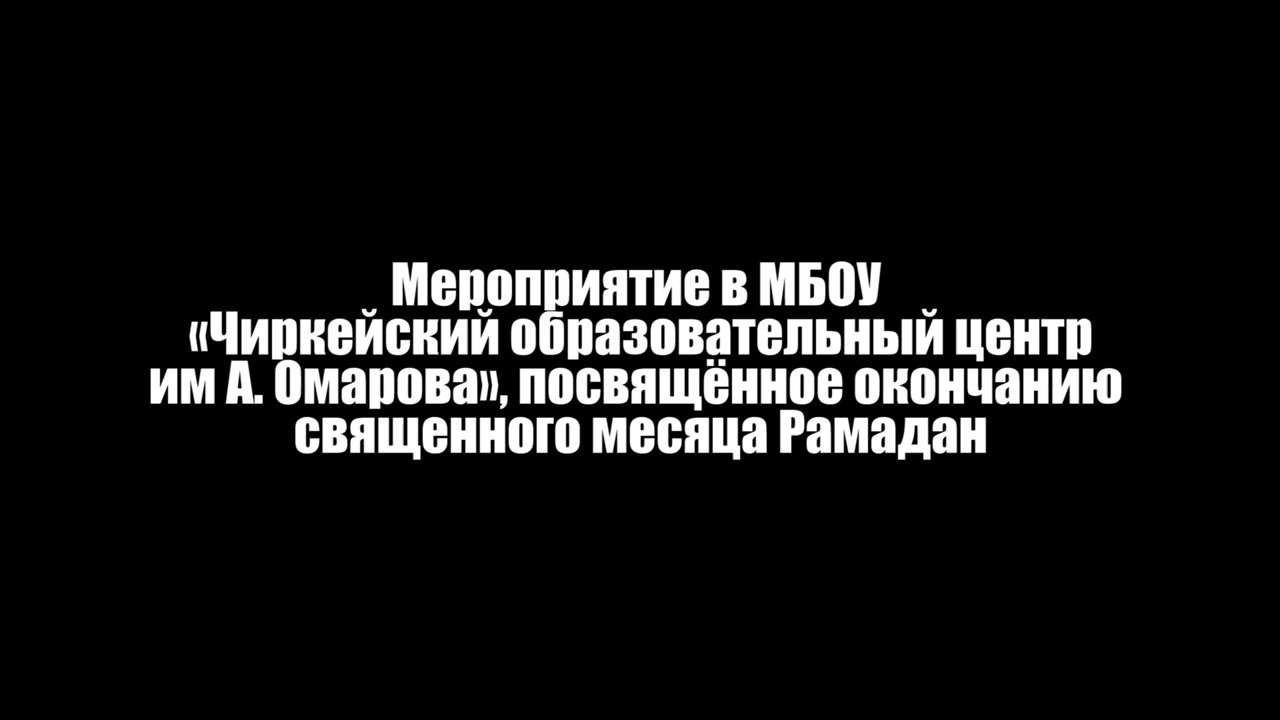 Мероприятие в МБОУ
«Чиркейский образовательный центр
им А. Омарова», посвящённое окончанию
священного месяца Рамадан